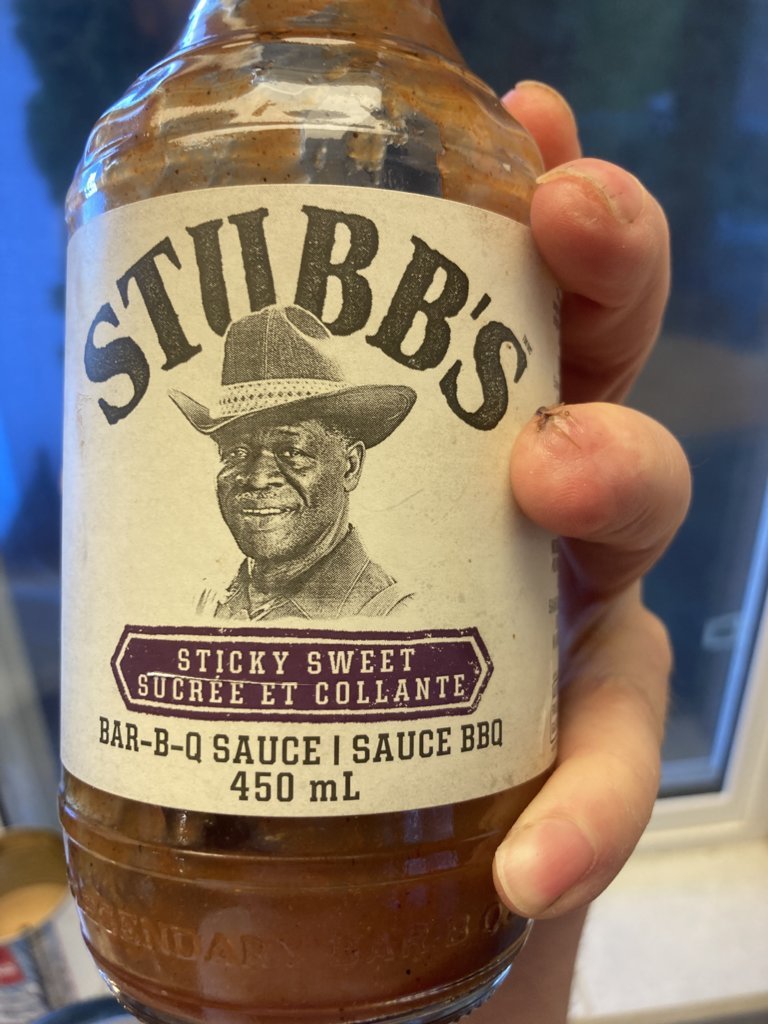 STUBB'S
STICKY SWEET
SUCRÉE ET COLLANTE
BAR-B-Q SAUCE | SAUCE BBQ
450 mL
LEGENDARY BAR-B-Q